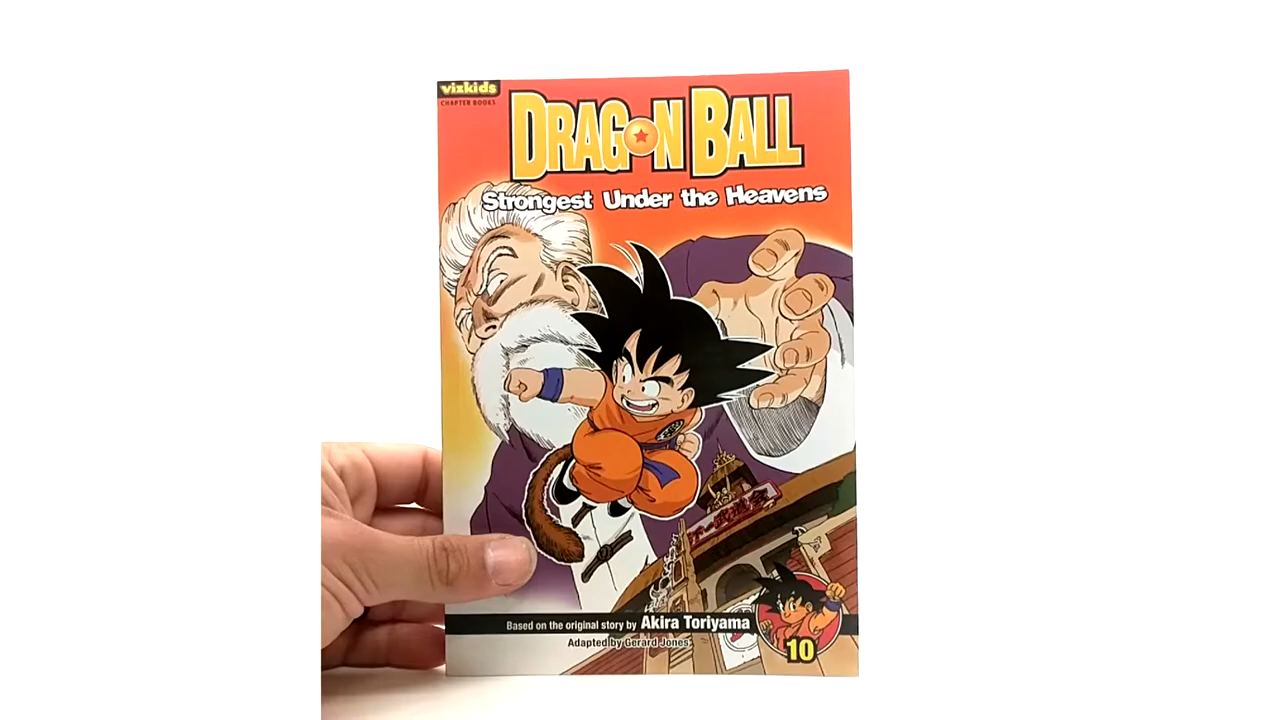 vizkids
CHAPTER BOOKS
DRAGON BALL
Strongest Under the Heavens
Based on the original story by Akira Toriyama
Adapted by Gerard Jones
10